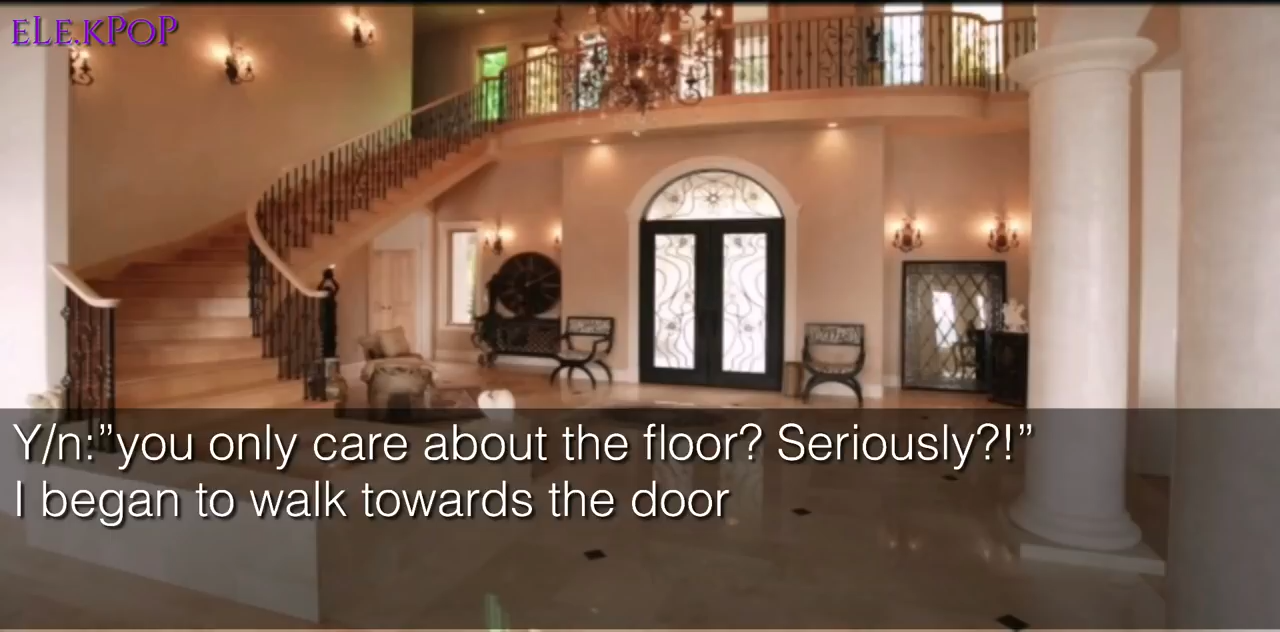 ELE.KPOP
Y/n:”you only care about the floor? Seriously?!”
I began to walk towards the door